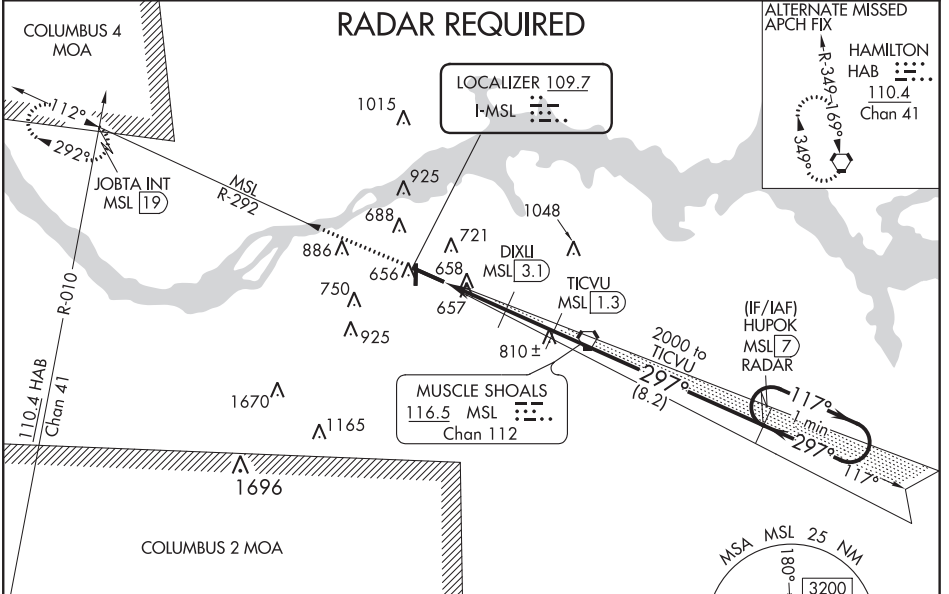 RADAR REQUIRED
COLUMBUS 4
MOA
ALTERNATE MISSED
APCH FIX
R-349
169°
349°
HAMILTON
HAB
110.4
Chan 41
LOCALIZER 109.7
I-MSL
1015
112°
292°
JOBTA INT
MSL 19
MSL
R-292
925
688
886
656
721
658
657
1048
DIXLI
MSL 3.1
TICVU
MSL 1.3
750
925
810 ±
2000 to
TICVU
297°
(8.2)
(IF/IAF)
HUPOK
MSL 7
RADAR
117°
1 min
297°
117°
R-010
110.4 HAB
Chan 41
MUSCLE SHOALS
116.5 MSL
Chan 112
1670
1165
1696
COLUMBUS 2 MOA
MSA MSL 25 NM
180°
3200